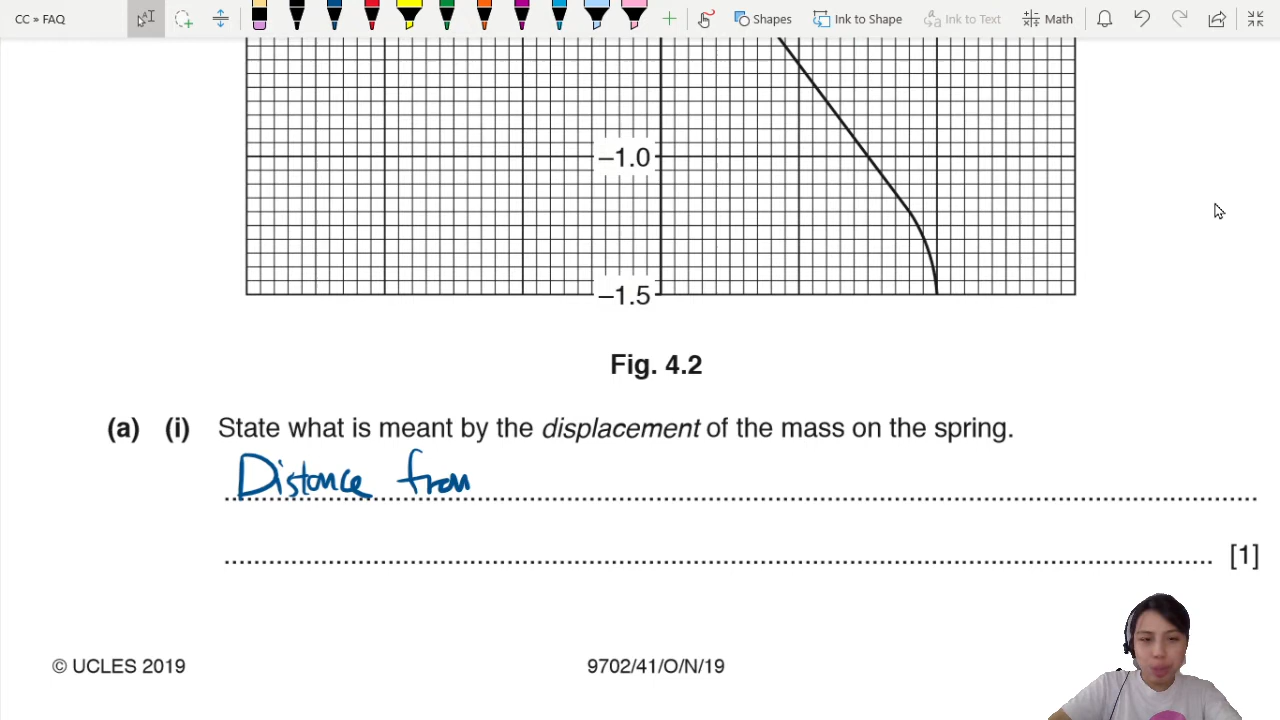 CC » FAQ
Shapes
Ink to Shape
Ink to Text
Math
–1.0
–1.5
Fig. 4.2
(a) (i) State what is meant by the displacement of the mass on the spring.
Distance from
[1]
© UCLES 2019
9702/41/O/N/19